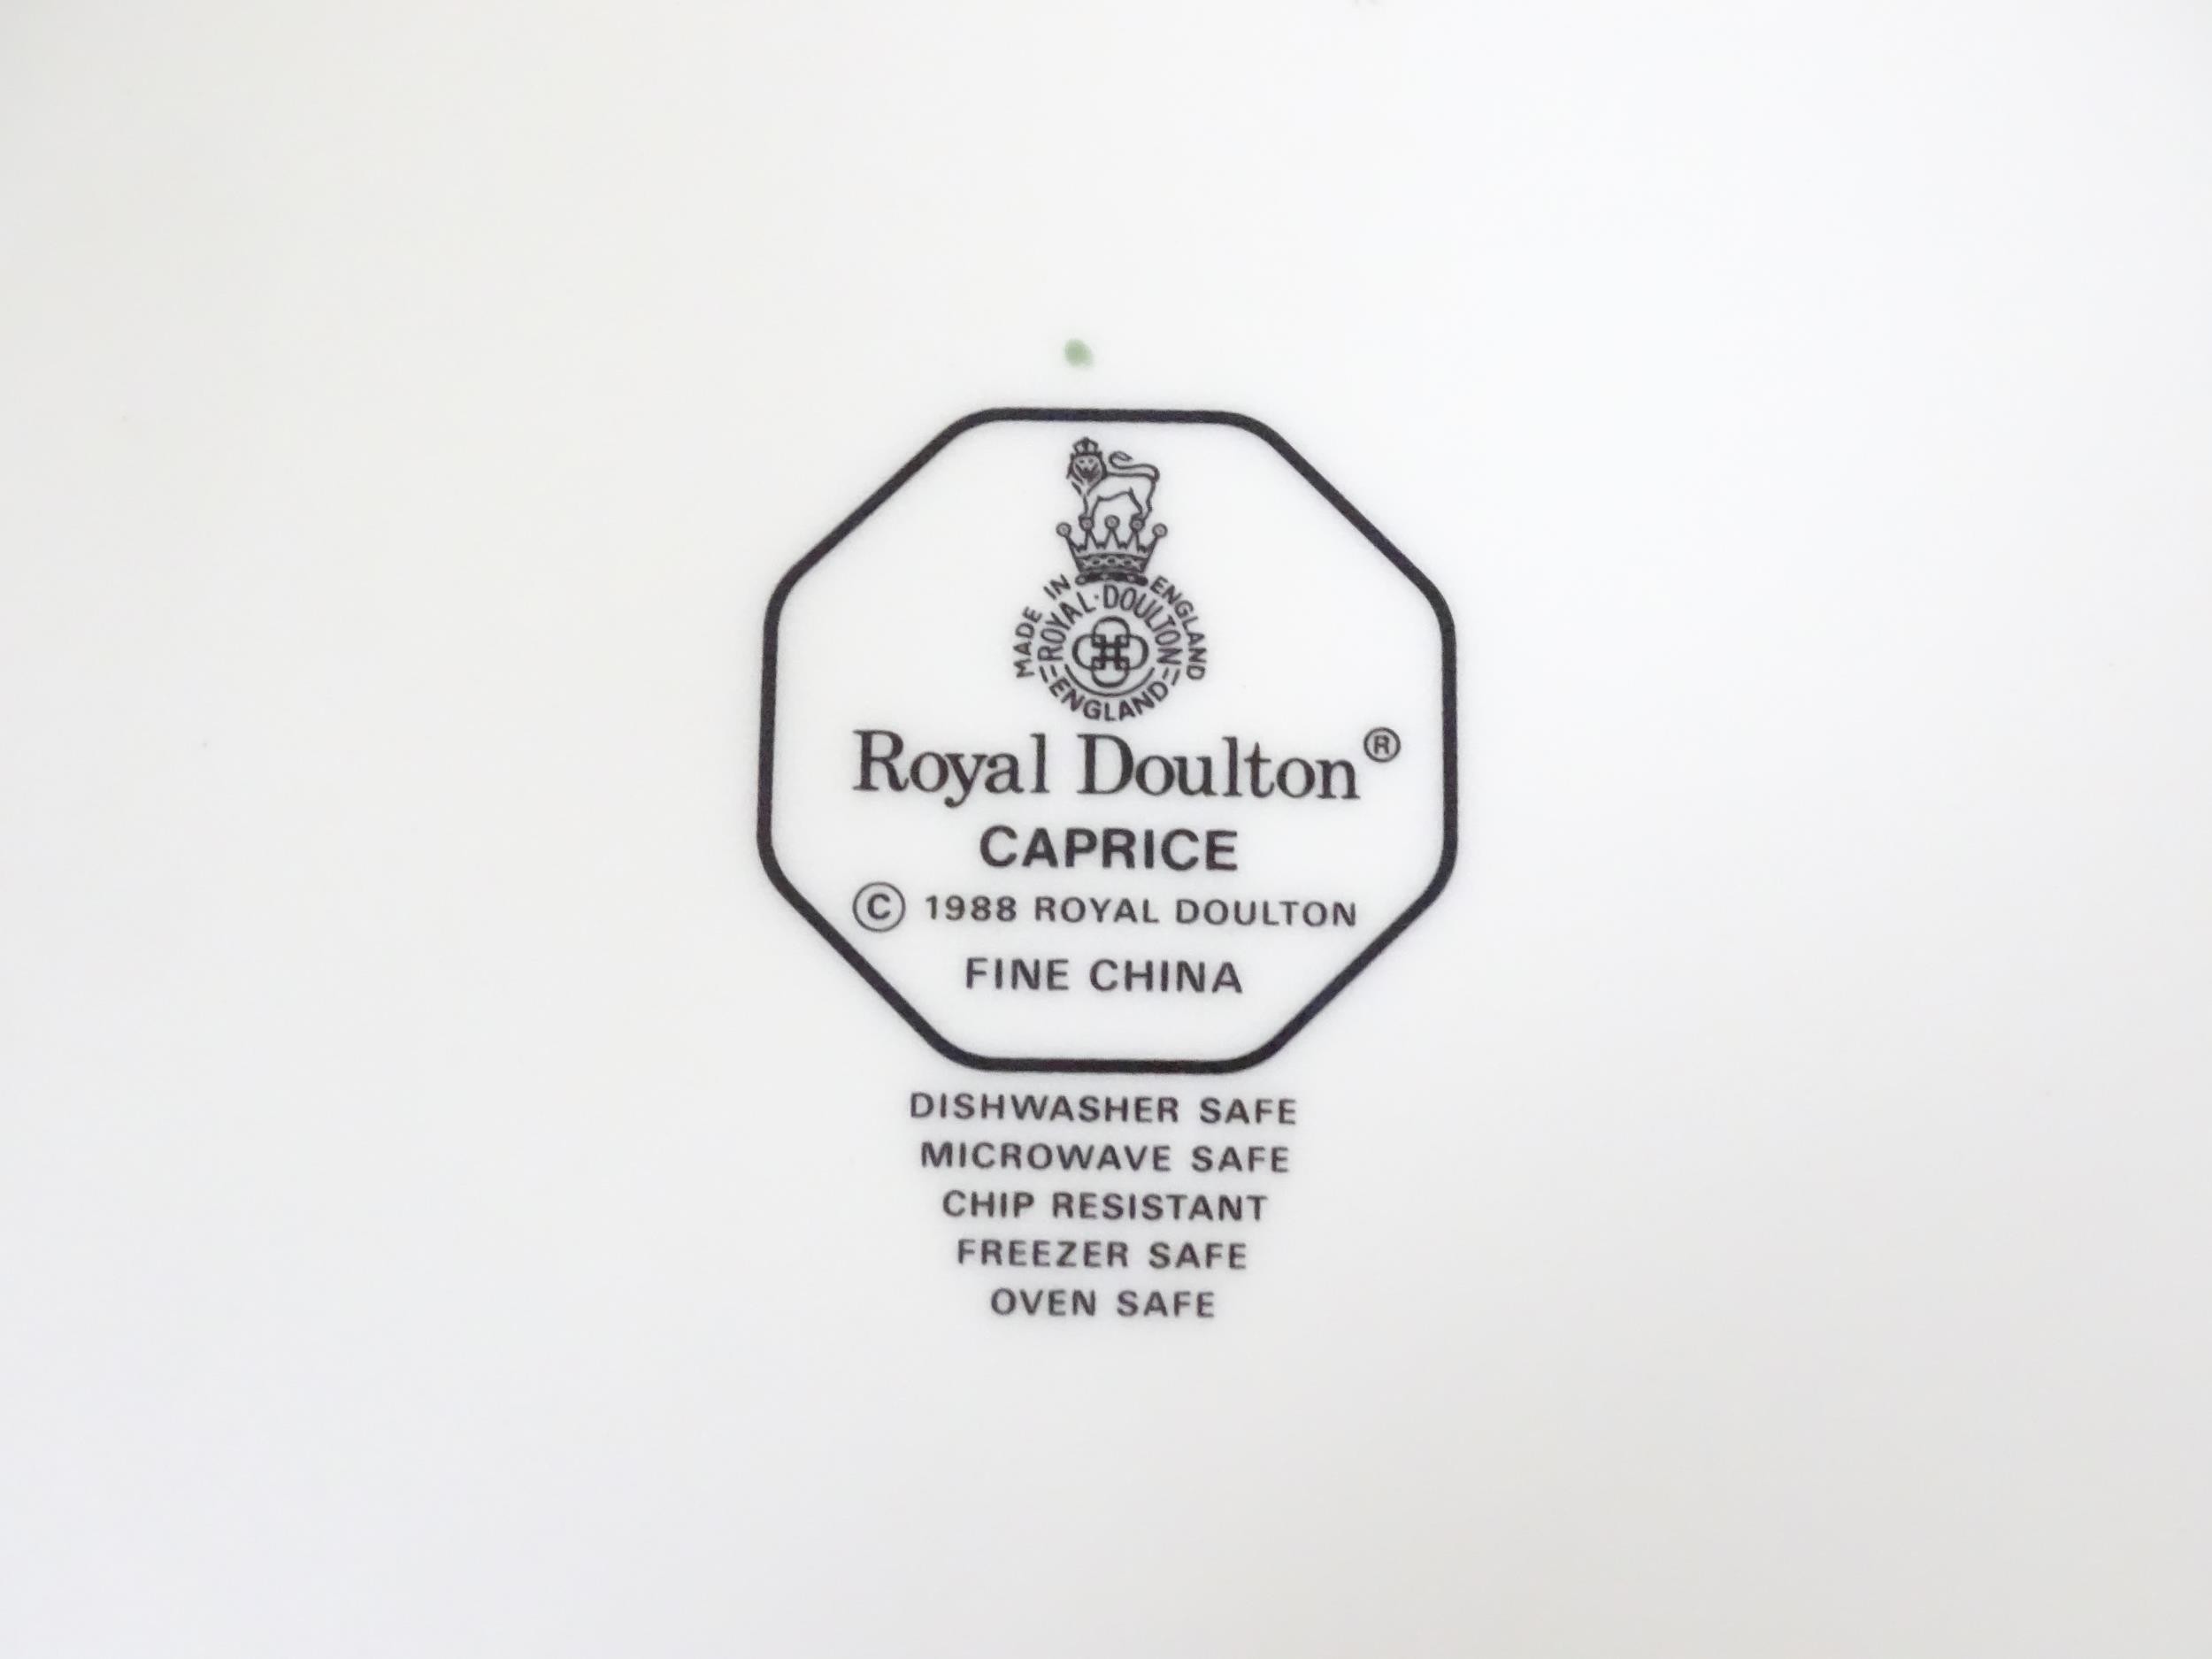 MADE IN ENGLAND
ROYAL·DOULTON
ENGLAND
Royal Doulton®
CAPRICE
© 1988 ROYAL DOULTON
FINE CHINA
DISHWASHER SAFE
MICROWAVE SAFE
CHIP RESISTANT
FREEZER SAFE
OVEN SAFE